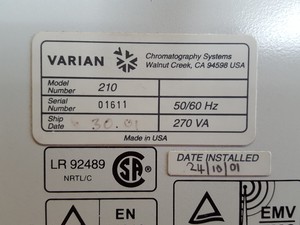 VARIAN
Chromatography Systems
Walnut Creek, CA 94598 USA
Model Number 210
Serial Number 01611 50/60 Hz
Ship Date 30.01 270 VA
Made in USA
LR 92489
NRTL/C
SA
DATE INSTALLED
24/10/01
EN
EMV